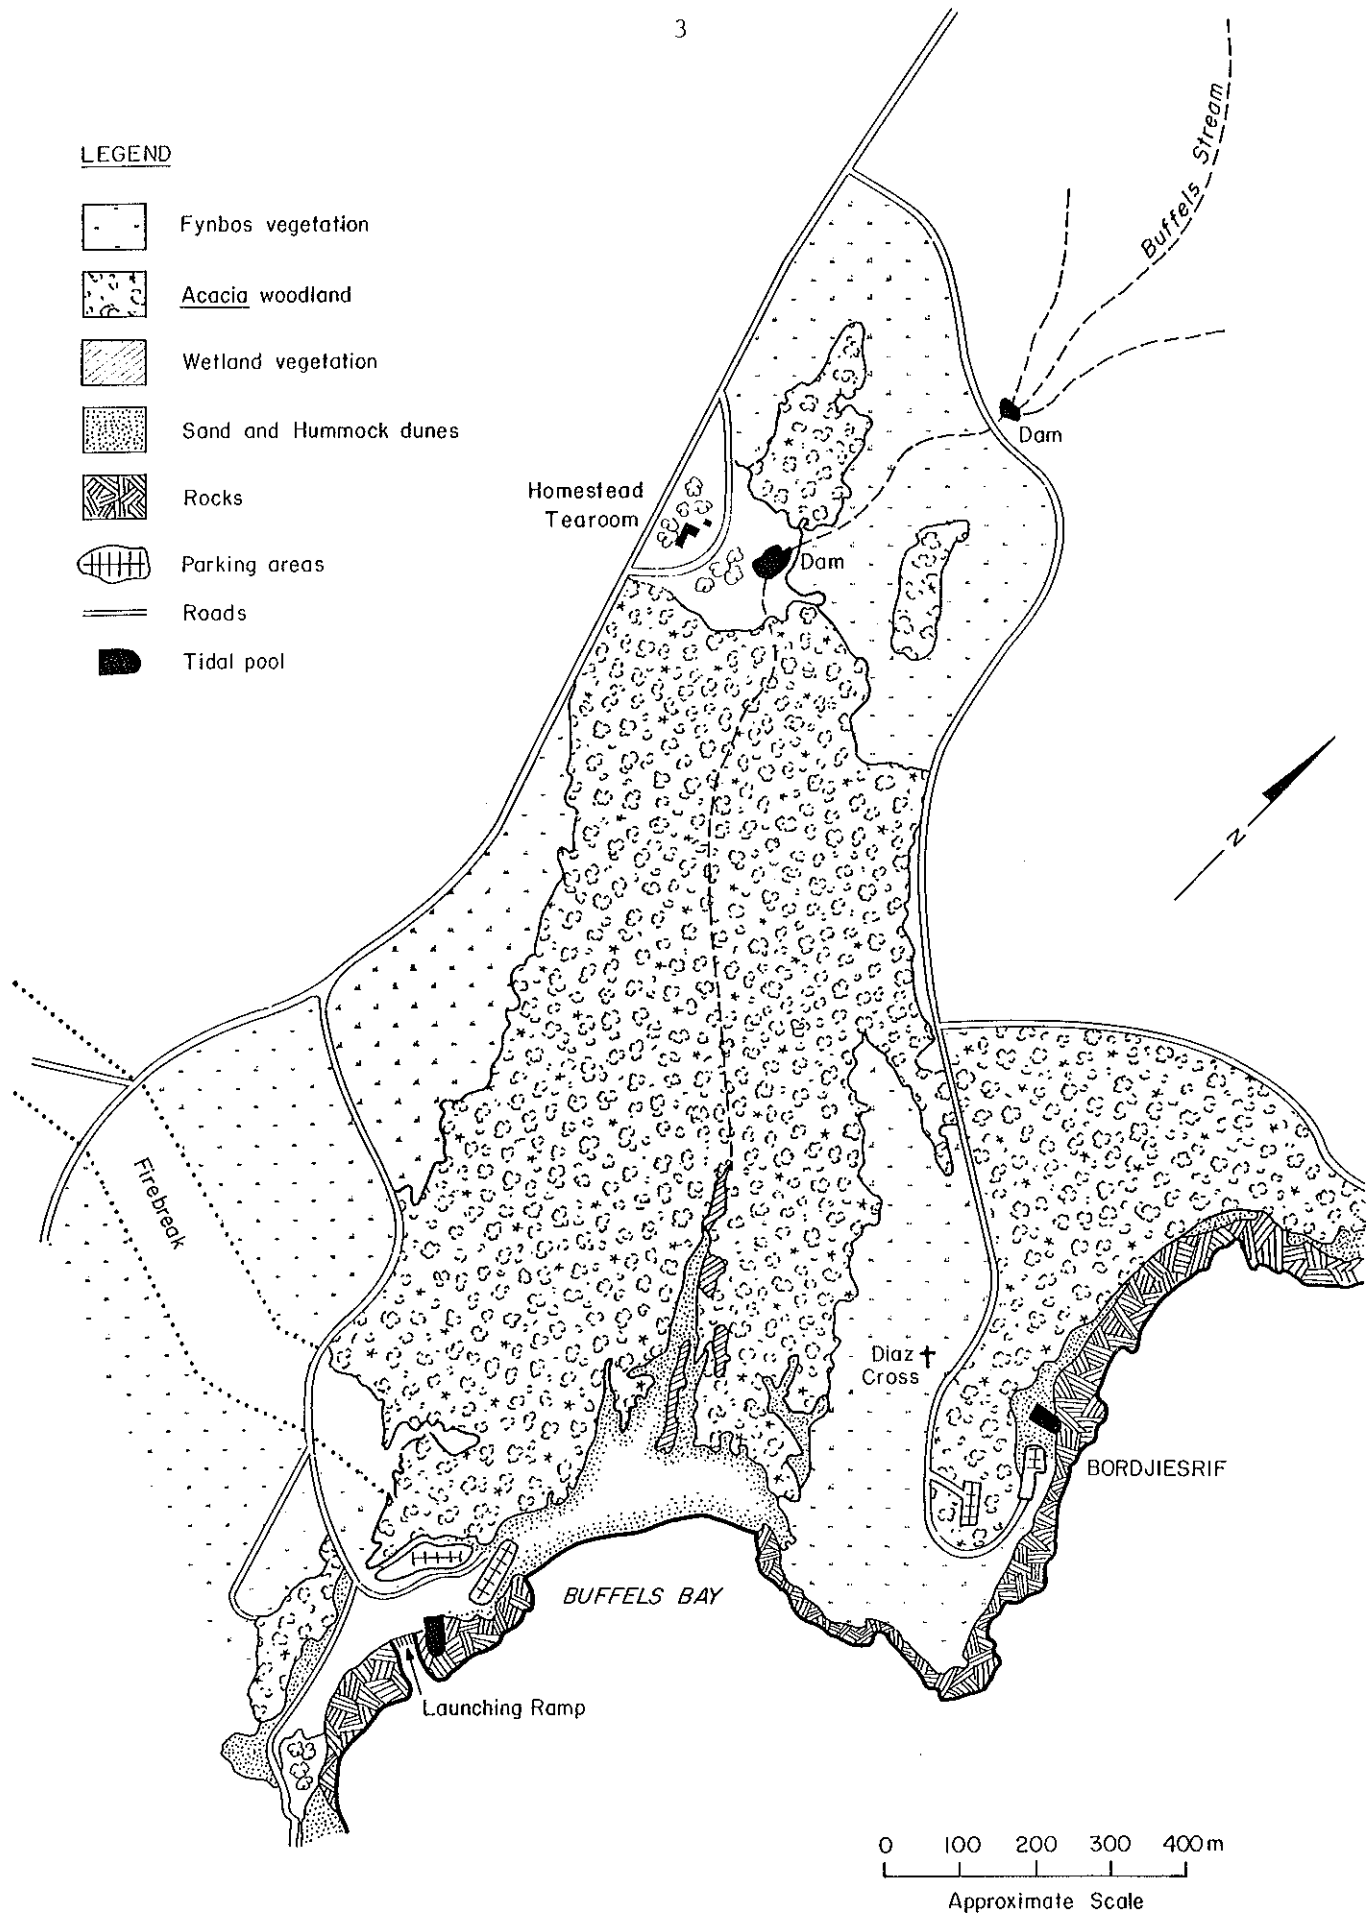 3
LEGEND
Fynbos vegetation
Acacia woodland
Wetland vegetation
Sand and Hummock dunes
Rocks
Parking areas
Roads
Tidal pool
Buffels Stream
Dam
Homestead
Tearoom
Dam
N
Firebreak
Diaz
Cross
BORDJIESRIF
BUFFELS BAY
Launching Ramp
0 100 200 300 400m
Approximate Scale